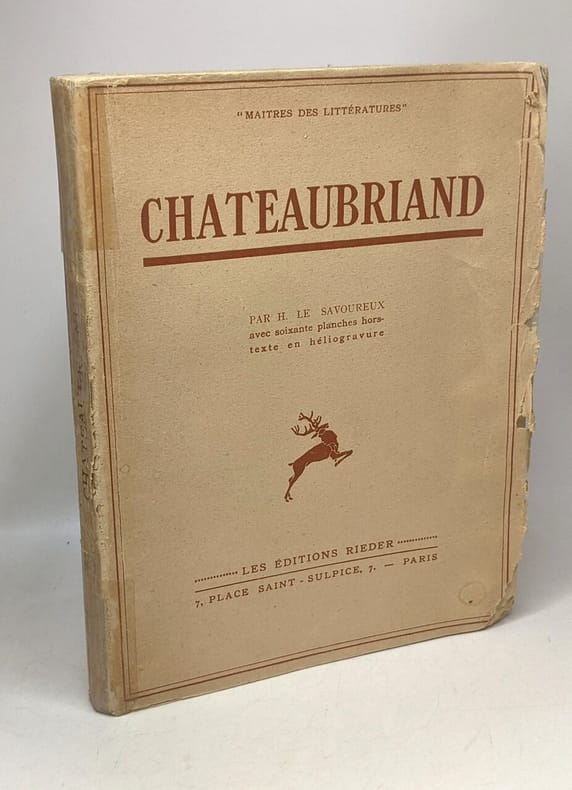 "MAITRES DES LITTÉRATURES"
CHATEAUBRIAND
PAR H. LE SAVOUREUX
avec soixante planches hors-
texte en héliogravure
LES ÉDITIONS RIEDER
7, PLACE SAINT-SULPICE, 7. — PARIS